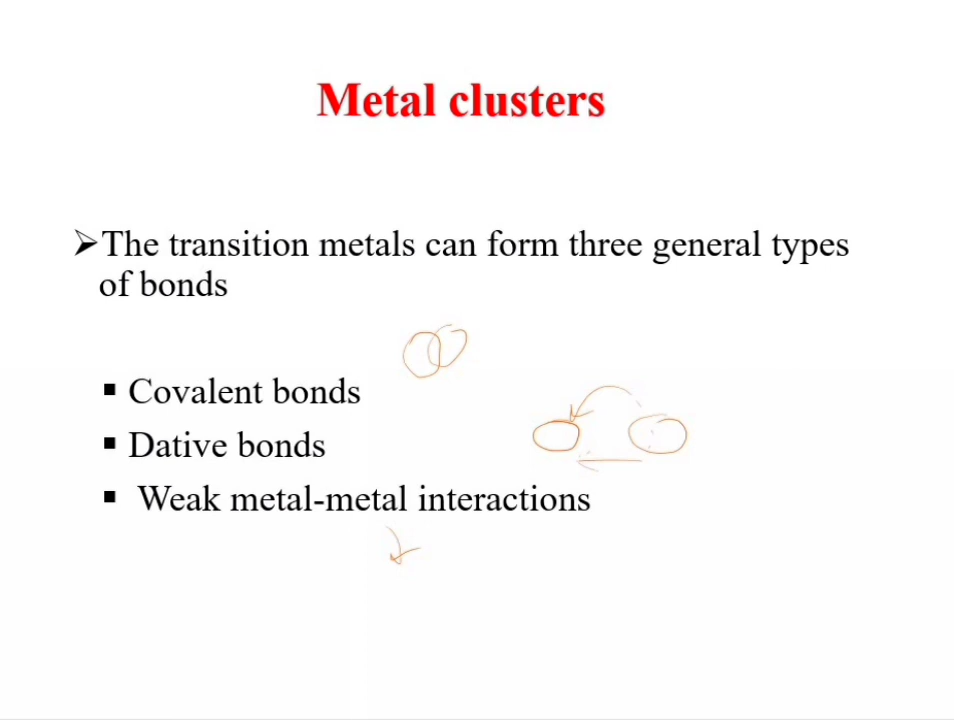 Metal clusters
➢The transition metals can form three general types
of bonds
▪ Covalent bonds
▪ Dative bonds
▪ Weak metal-metal interactions